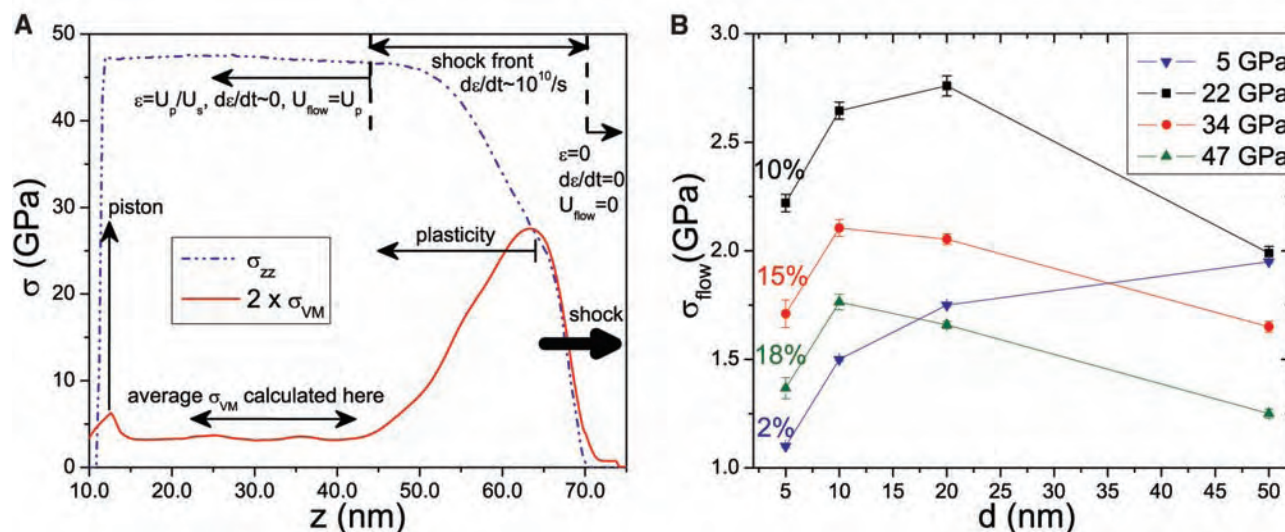 A
50
40
30
20
10
0
σ (GPa)
10.0
20.0
30.0
40.0
50.0
60.0
70.0
z (nm)
shock front
dε/dt~10¹⁰/s
ε=Uₚ/Uₛ, dε/dt~0, U_flow=Uₚ
ε=0
dε/dt=0
U_flow=0
piston
plasticity
σ_zz
2 x σ_VM
shock
average σ_VM calculated here
B
3.0
2.5
2.0
1.5
1.0
σ_flow (GPa)
5
10
15
20
25
30
35
40
45
50
d (nm)
5 GPa
22 GPa
34 GPa
47 GPa
10%
15%
18%
2%